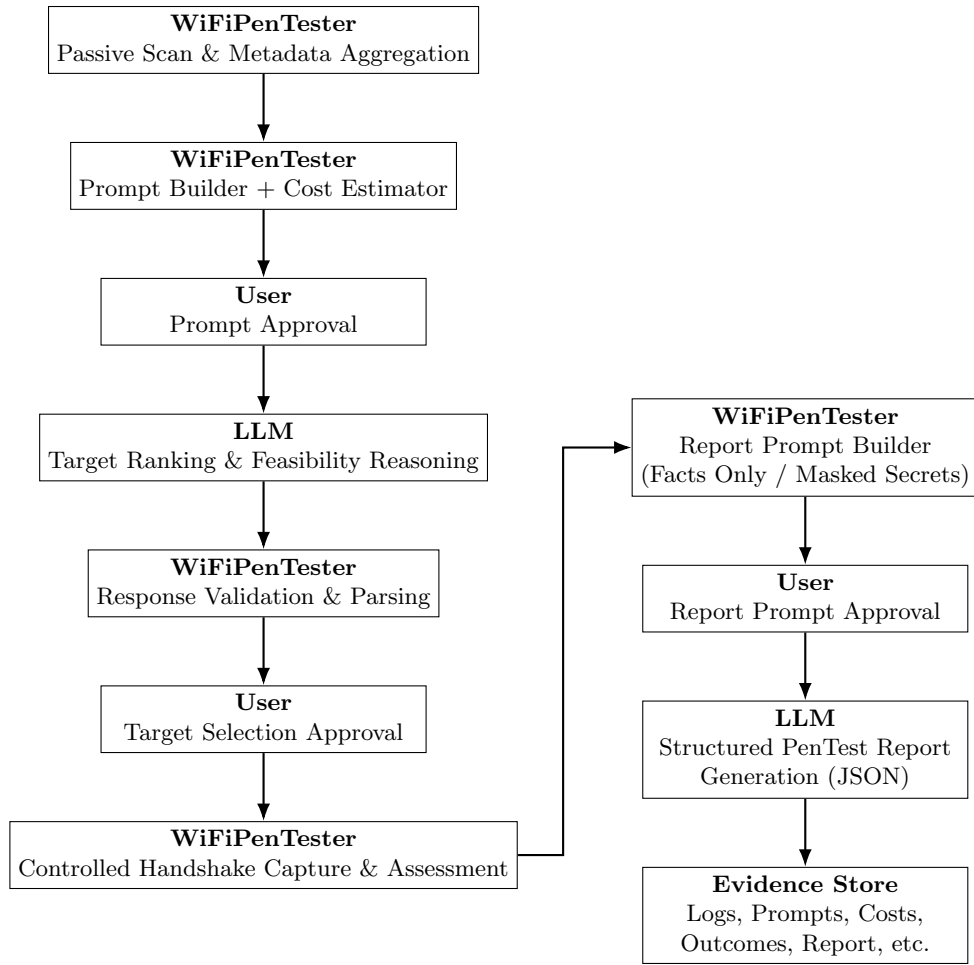 WiFiPenTester
Passive Scan & Metadata Aggregation
WiFiPenTester
Prompt Builder + Cost Estimator
User
Prompt Approval
LLM
Target Ranking & Feasibility Reasoning
WiFiPenTester
Response Validation & Parsing
User
Target Selection Approval
WiFiPenTester
Controlled Handshake Capture & Assessment
WiFiPenTester
Report Prompt Builder
(Facts Only / Masked Secrets)
User
Report Prompt Approval
LLM
Structured PenTest Report
Generation (JSON)
Evidence Store
Logs, Prompts, Costs,
Outcomes, Report, etc.